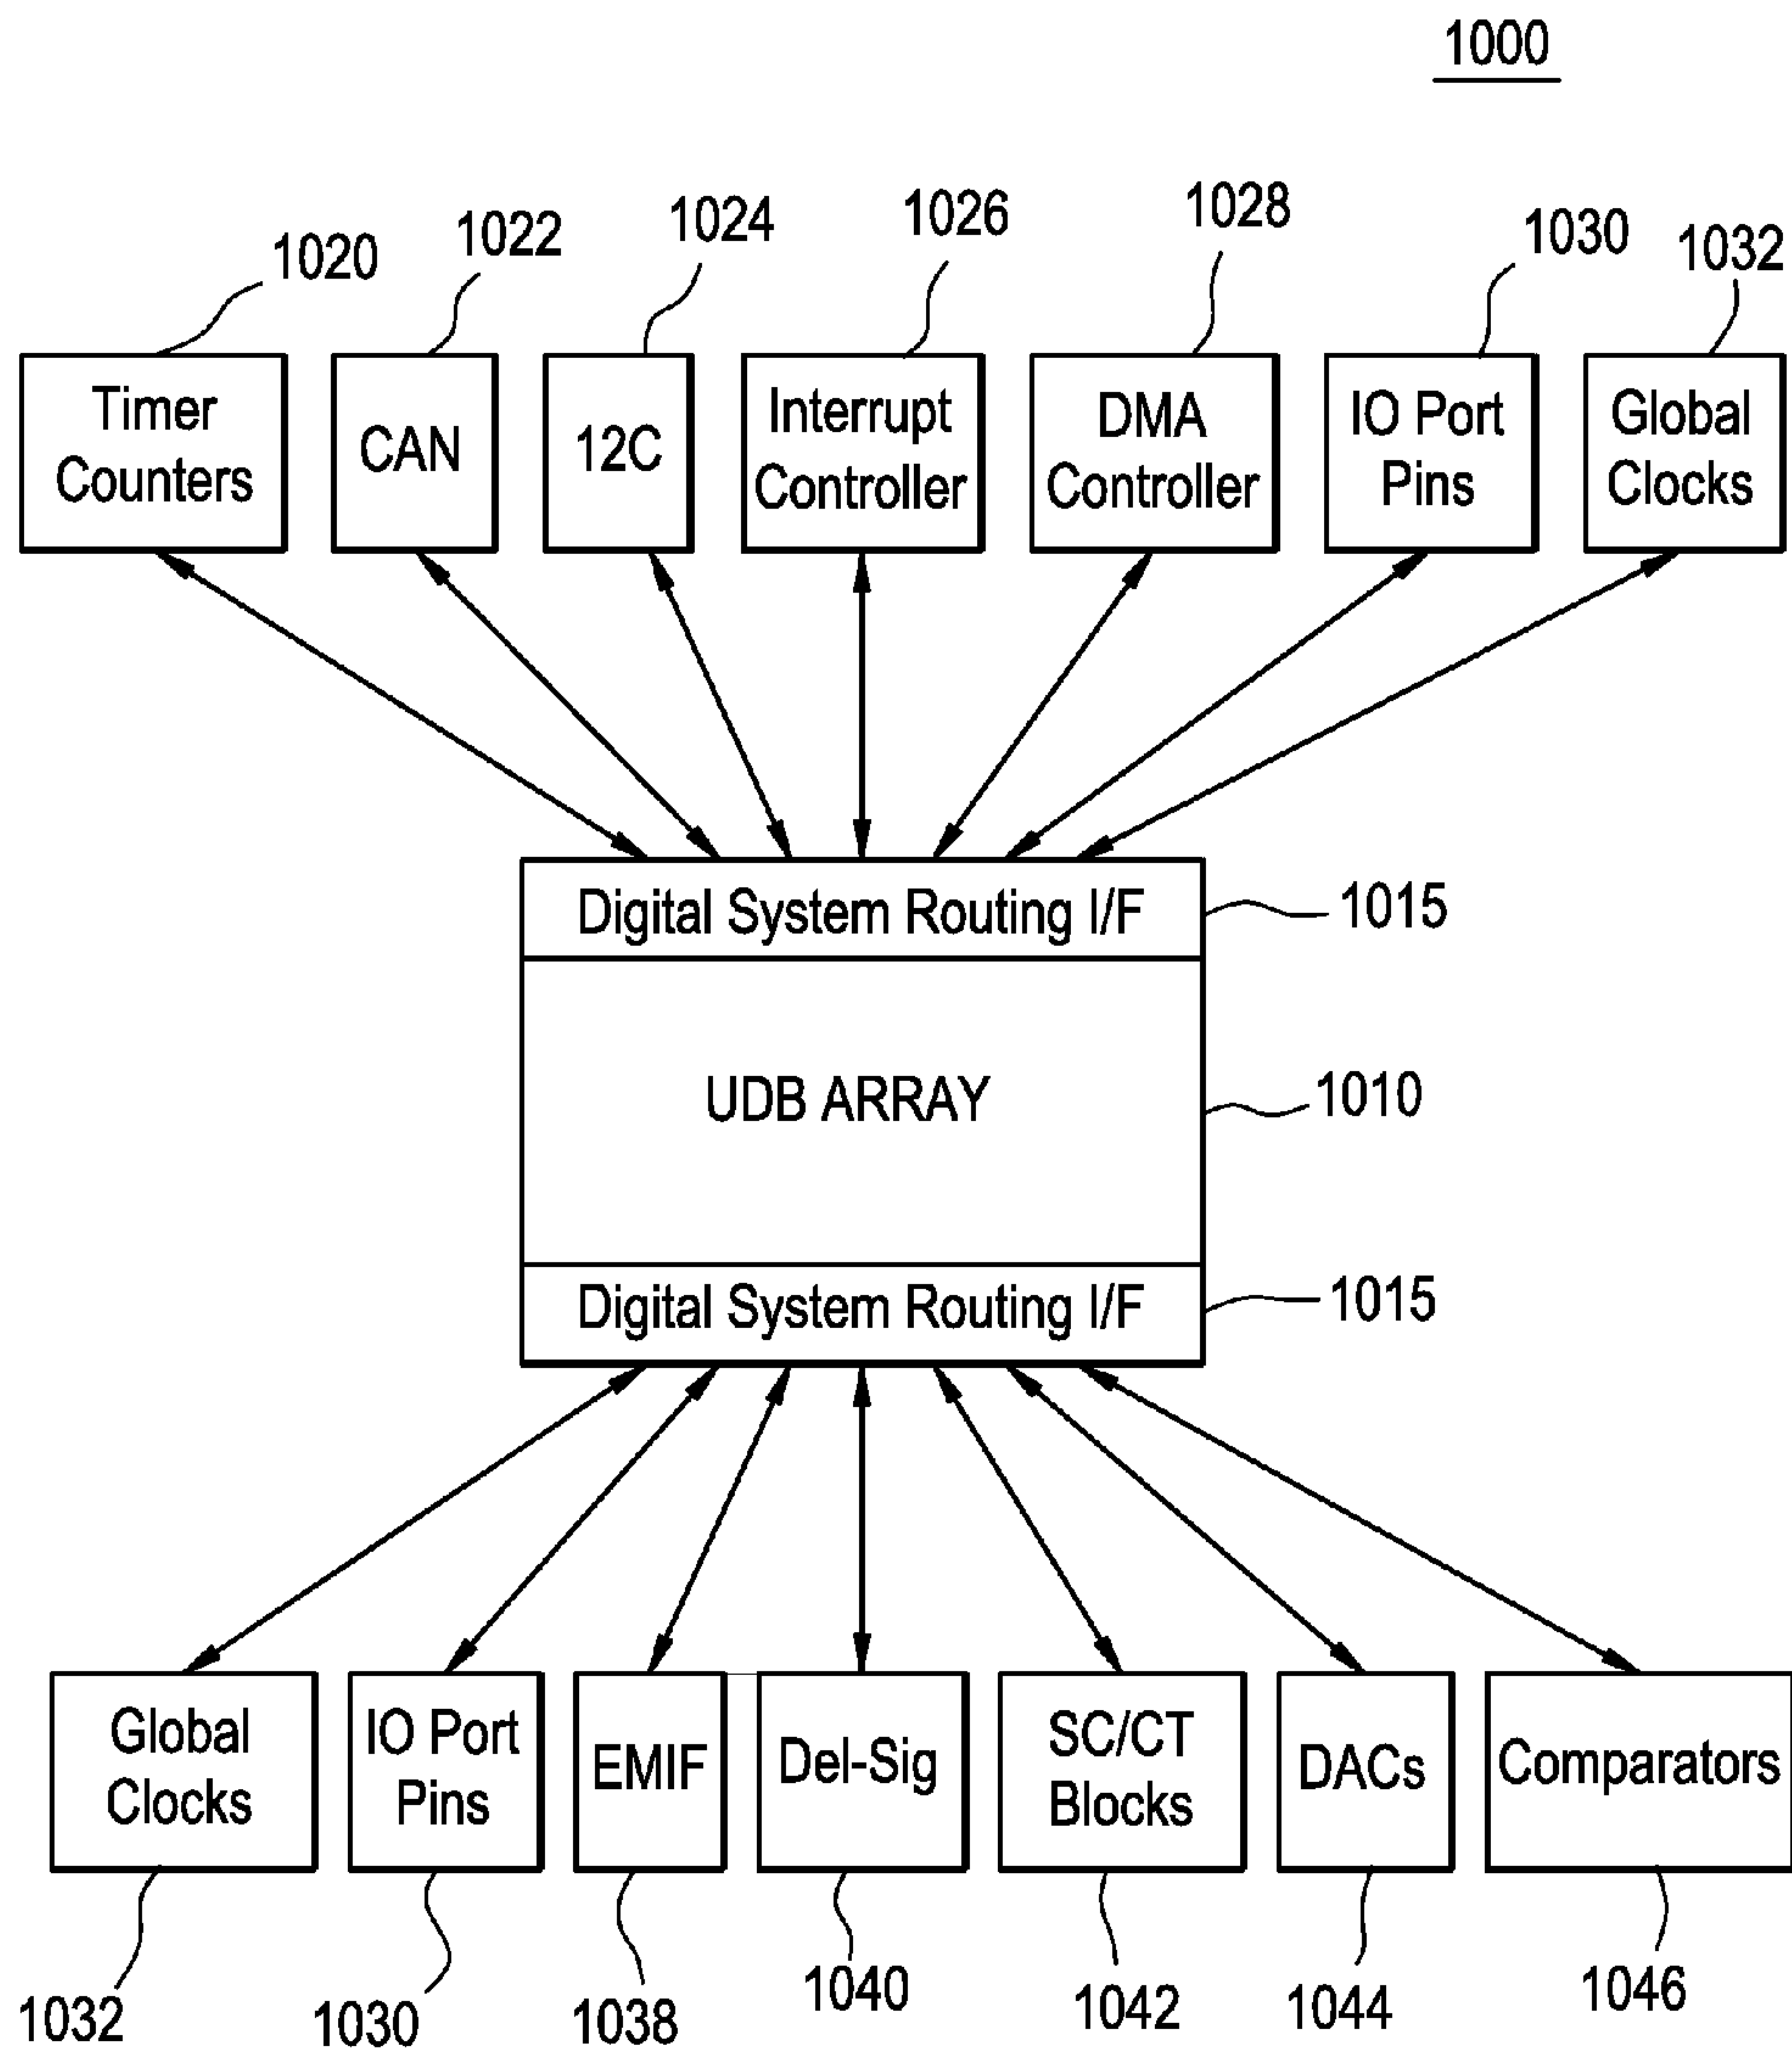 1000
1020
1022
1024
1026
1028
1030
1032
Timer
Counters
CAN
12C
Interrupt
Controller
DMA
Controller
IO Port
Pins
Global
Clocks
Digital System Routing I/F
1015
UDB ARRAY
1010
Digital System Routing I/F
1015
Global
Clocks
IO Port
Pins
EMIF
Del-Sig
SC/CT
Blocks
DACs
Comparators
1032
1030
1038
1040
1042
1044
1046